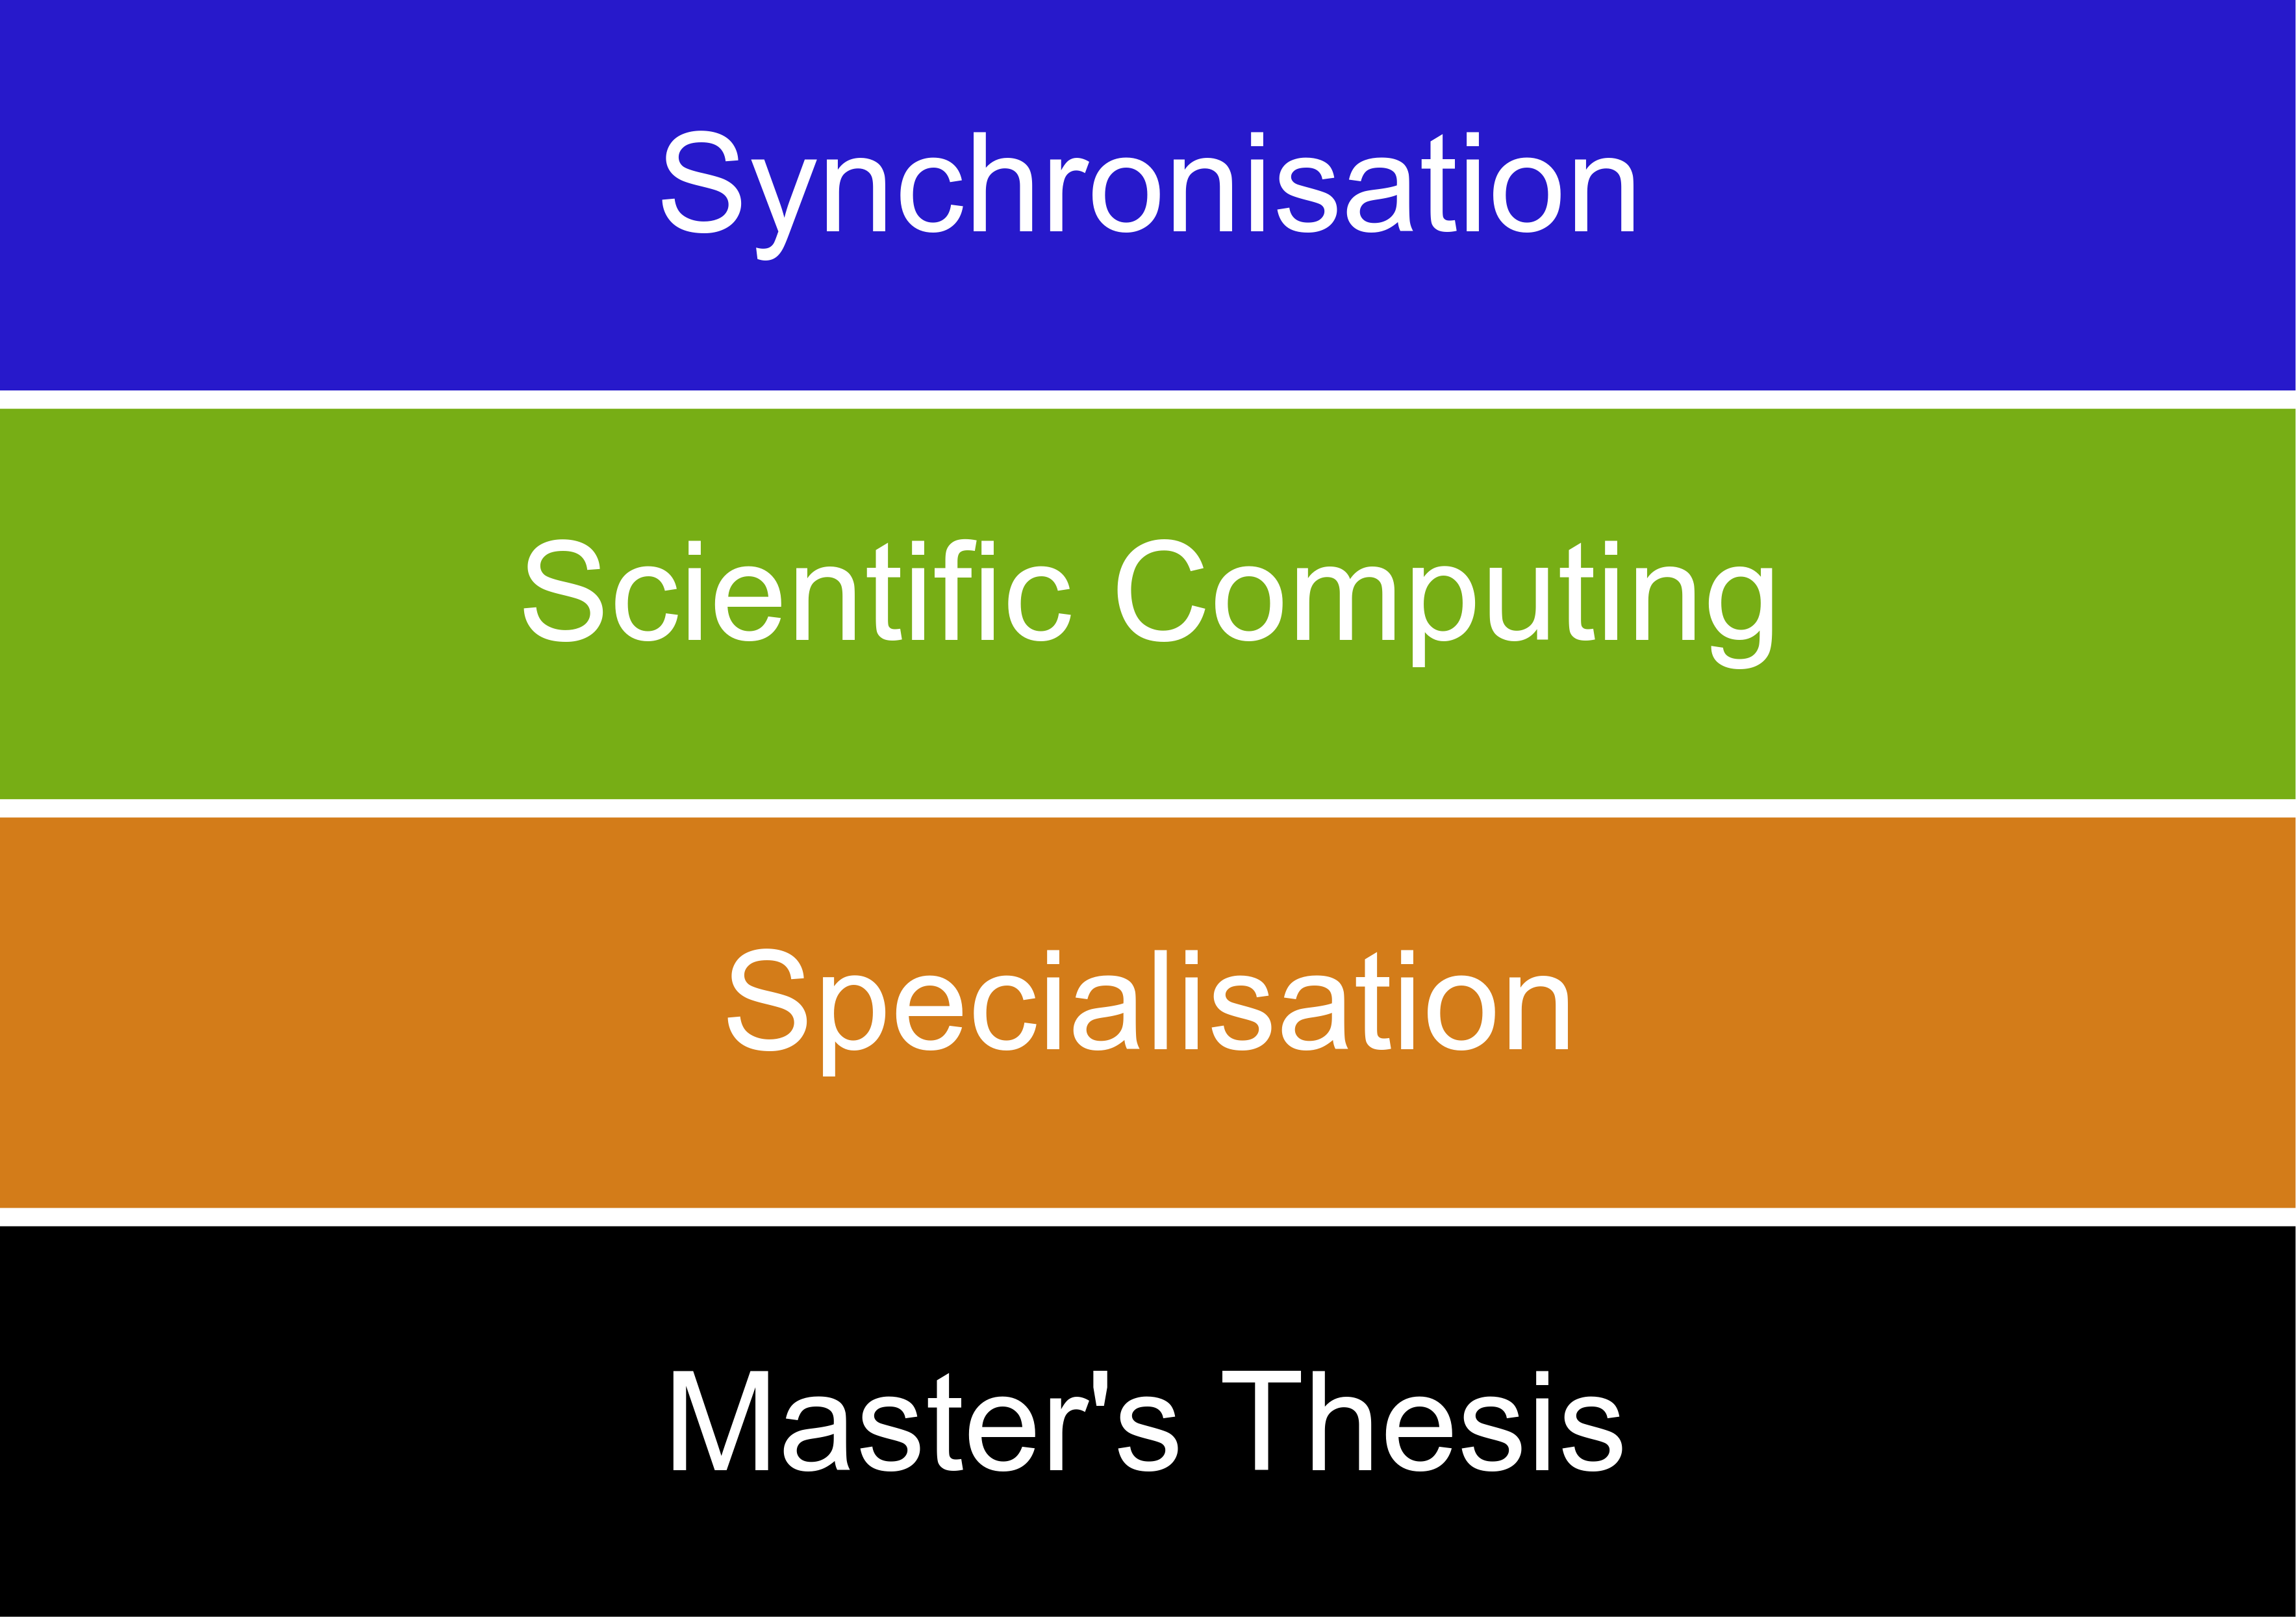 Synchronisation
Scientific Computing
Specialisation
Master's Thesis